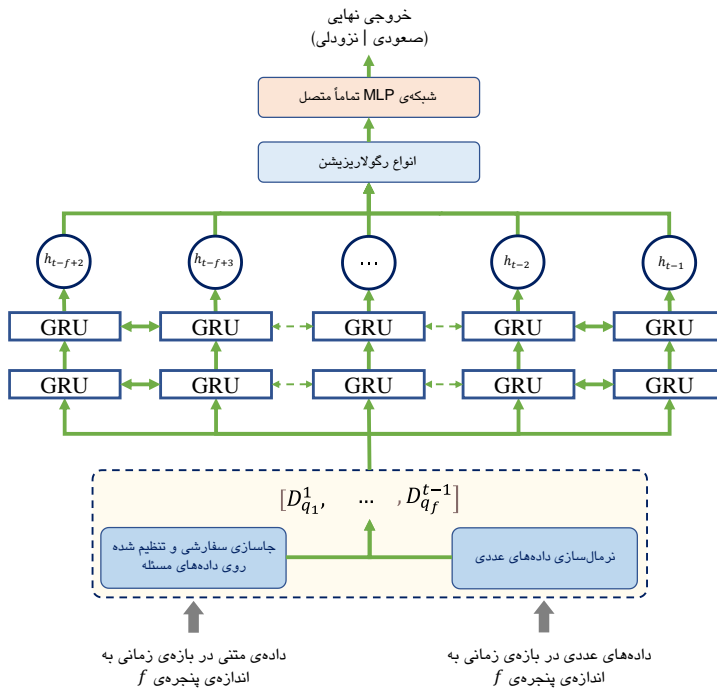 خروجی نهایی
(صعودی | نزولی)
شبکه‌ی MLP تماماً متصل
انواع رگولاریزیشن
h_{t-f+2} h_{t-f+3} ... h_{t-2} h_{t-1}
GRU GRU GRU GRU GRU
GRU GRU GRU GRU GRU
[D_{q_1}^{1}, ... , D_{q_f}^{t-1}]
جاسازی سفارشی و تنظیم شده
روی داده‌های مسئله
نرمال‌سازی داده‌های عددی
داده‌ی متنی در بازه‌ی زمانی به
اندازه‌ی پنجره‌ی f
داده‌های عددی در بازه‌ی زمانی به
اندازه‌ی پنجره‌ی f